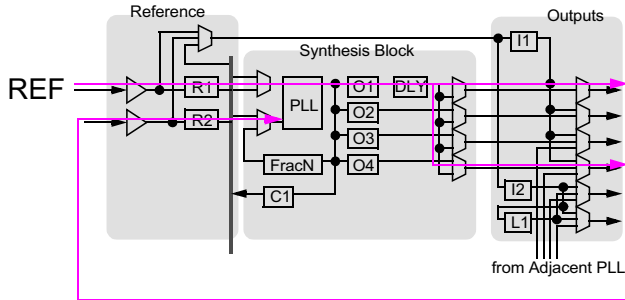 Reference
Outputs
I1
Synthesis Block
REF
R1
PLL
O1
DLY
O2
R2
O3
FracN
O4
C1
I2
L1
from Adjacent PLL